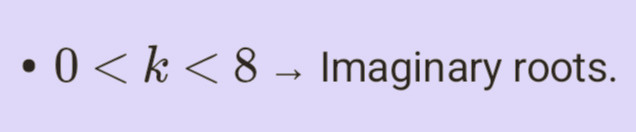 • 0 < k < 8 → Imaginary roots.